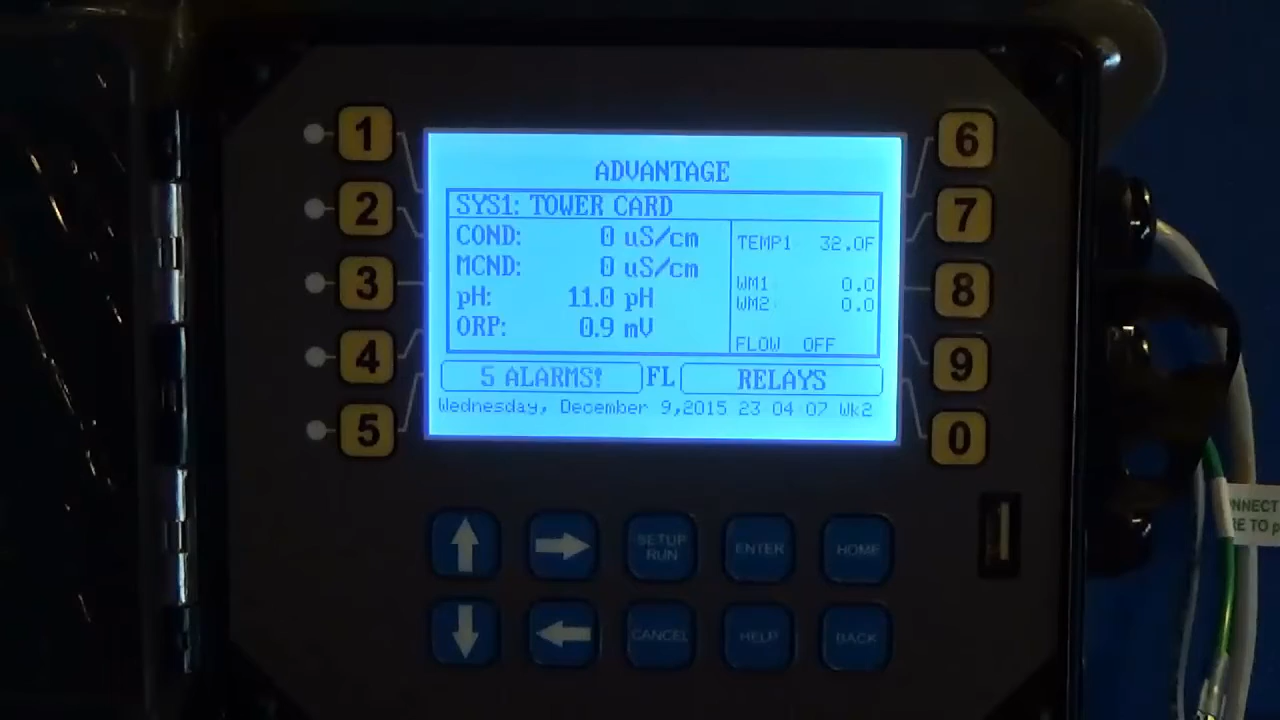 ADVANTAGE
SYS1: TOWER CARD
COND: 0 uS/cm
MCND: 0 uS/cm
pH: 11.0 pH
ORP: 0.9 mV
TEMP1 32.0F
WM1 0.0
WM2 0.0
FLOW OFF
5 ALARMS! FL RELAYS
Wednesday, December 9,2015 23 04 07 Wk2
1
2
3
4
5
6
7
8
9
0
SETUP
RUN
ENTER
HOME
CANCEL
HELP
BACK
TO